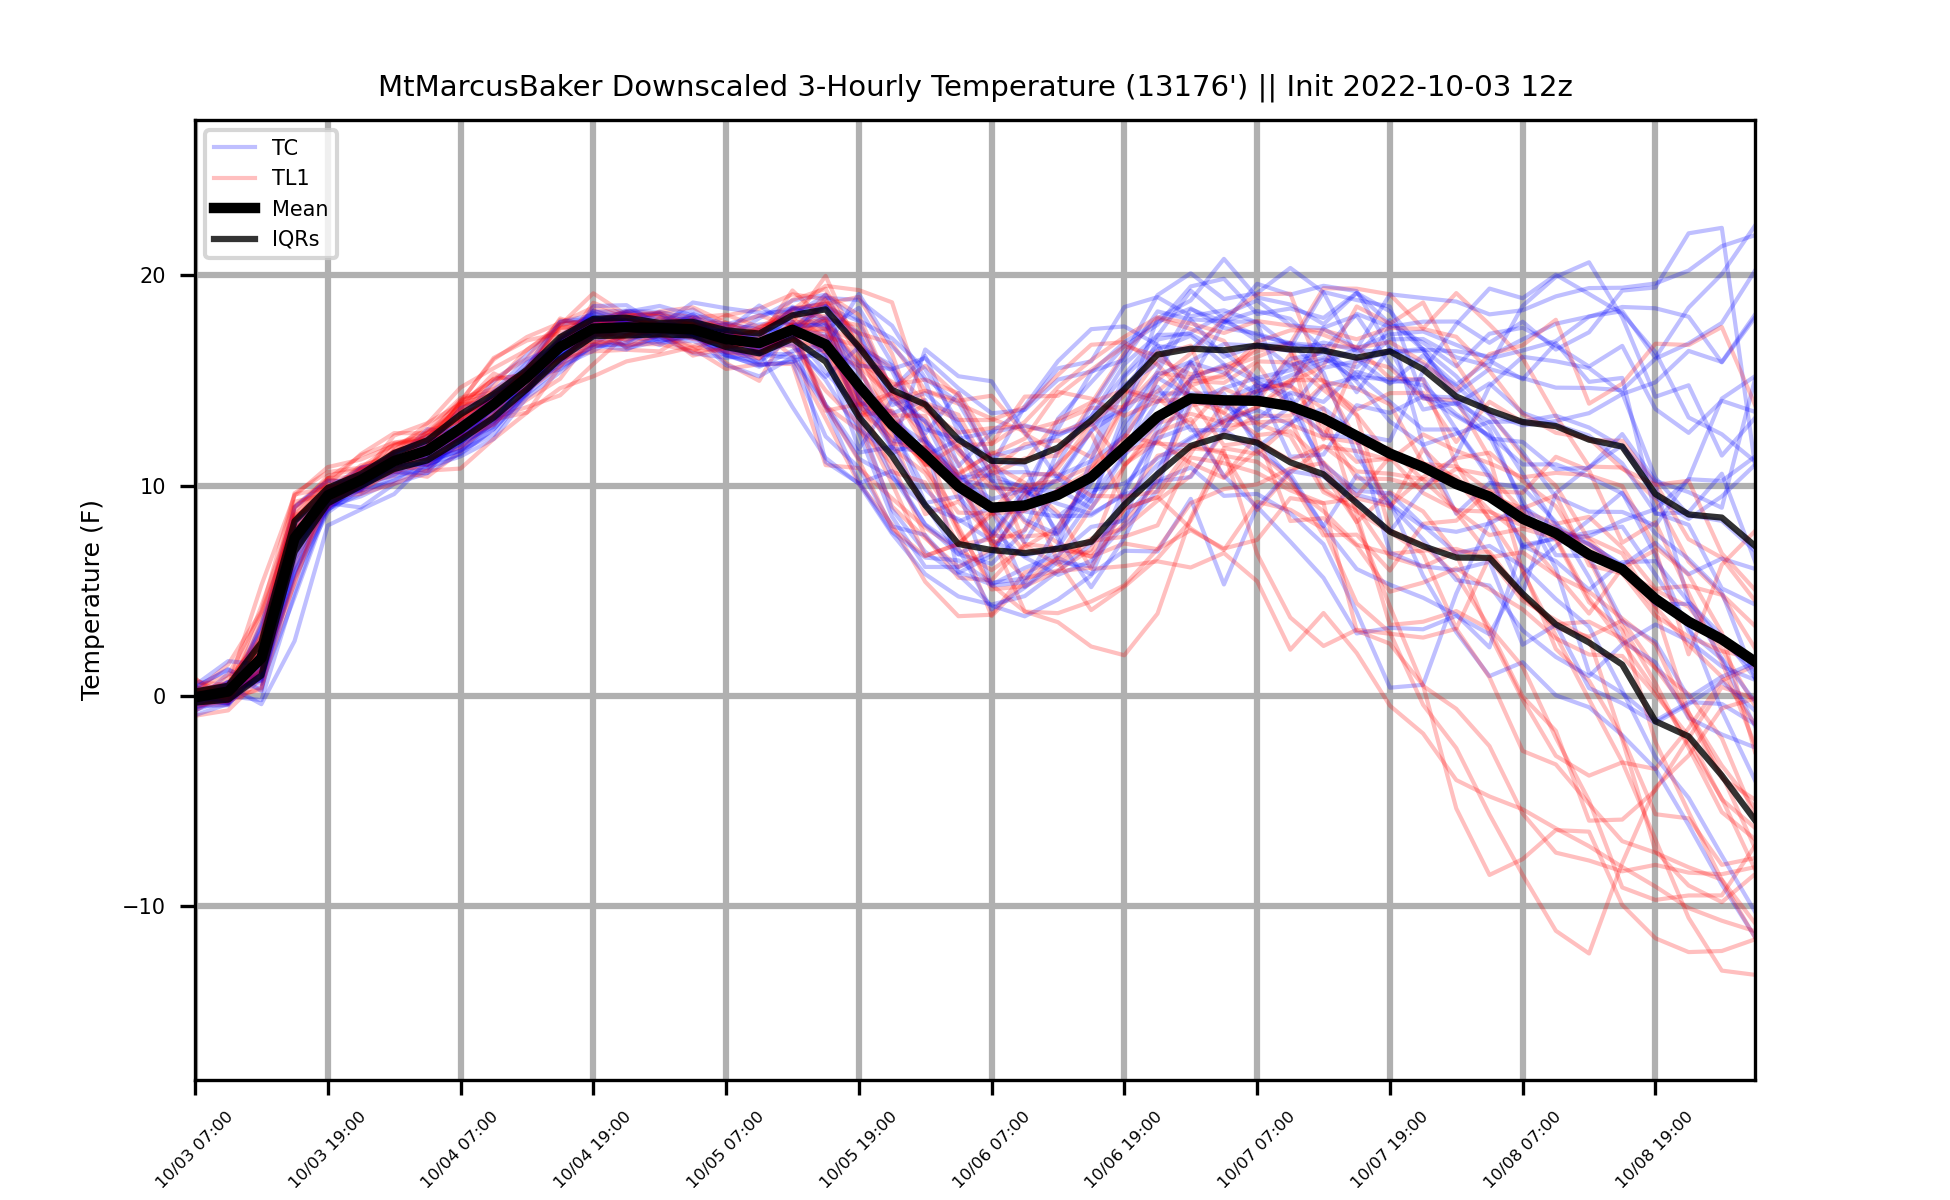 MtMarcusBaker Downscaled 3-Hourly Temperature (13176') || Init 2022-10-03 12z
TC
TL1
Mean
IQRs
Temperature (F)
20
10
0
−10
10/03 07:00
10/03 19:00
10/04 07:00
10/04 19:00
10/05 07:00
10/05 19:00
10/06 07:00
10/06 19:00
10/07 07:00
10/07 19:00
10/08 07:00
10/08 19:00